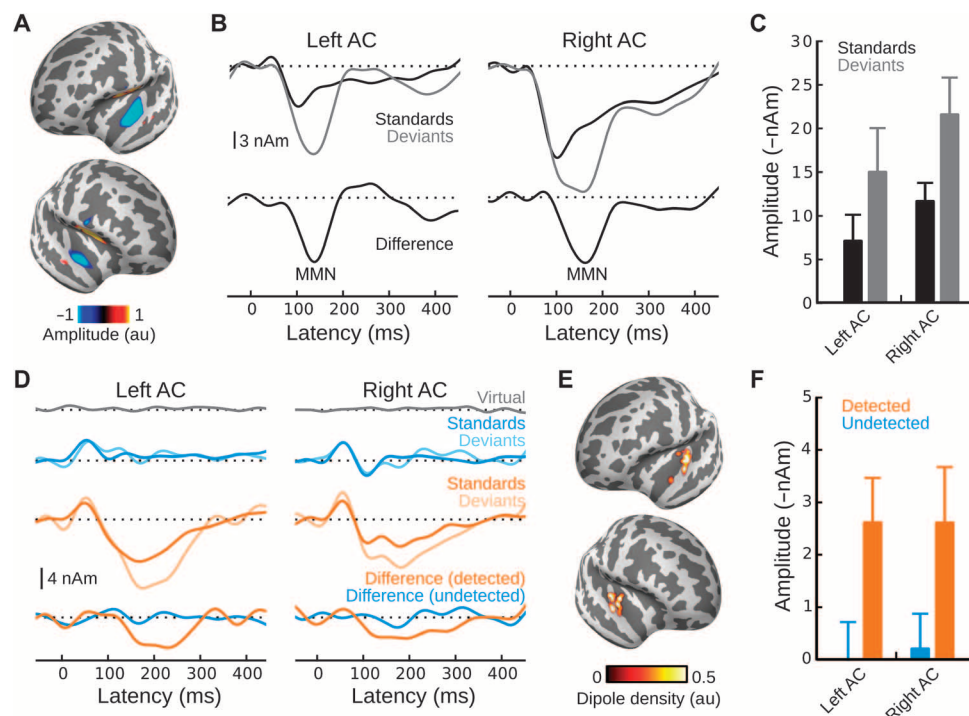 A
−1 1
Amplitude (au)
B
Left AC
Right AC
3 nAm
Standards
Deviants
Difference
MMN
MMN
0 100 200 300 400
0 100 200 300 400
Latency (ms)
Latency (ms)
C
Standards
Deviants
Amplitude (−nAm)
30
25
20
15
10
5
0
Left AC
Right AC
D
Left AC
Right AC
Virtual
Standards
Deviants
Standards
Deviants
4 nAm
Difference (detected)
Difference (undetected)
0 100 200 300 400
0 100 200 300 400
Latency (ms)
Latency (ms)
E
0 0.5
Dipole density (au)
F
Detected
Undetected
Amplitude (−nAm)
5
4
3
2
1
0
Left AC
Right AC